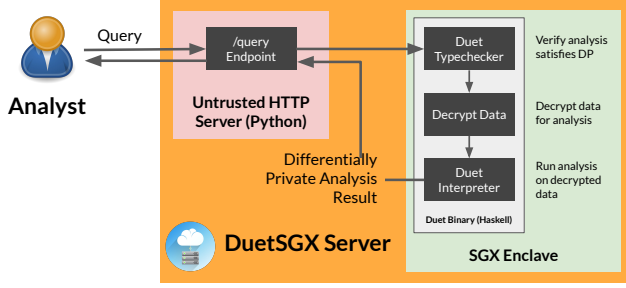 Query
Analyst
/query
Endpoint
Untrusted HTTP
Server (Python)
Differentially
Private Analysis
Result
DuetSGX Server
Duet
Typechecker
Decrypt Data
Duet
Interpreter
Duet Binary (Haskell)
Verify analysis
satisfies DP
Decrypt data
for analysis
Run analysis
on decrypted
data
SGX Enclave